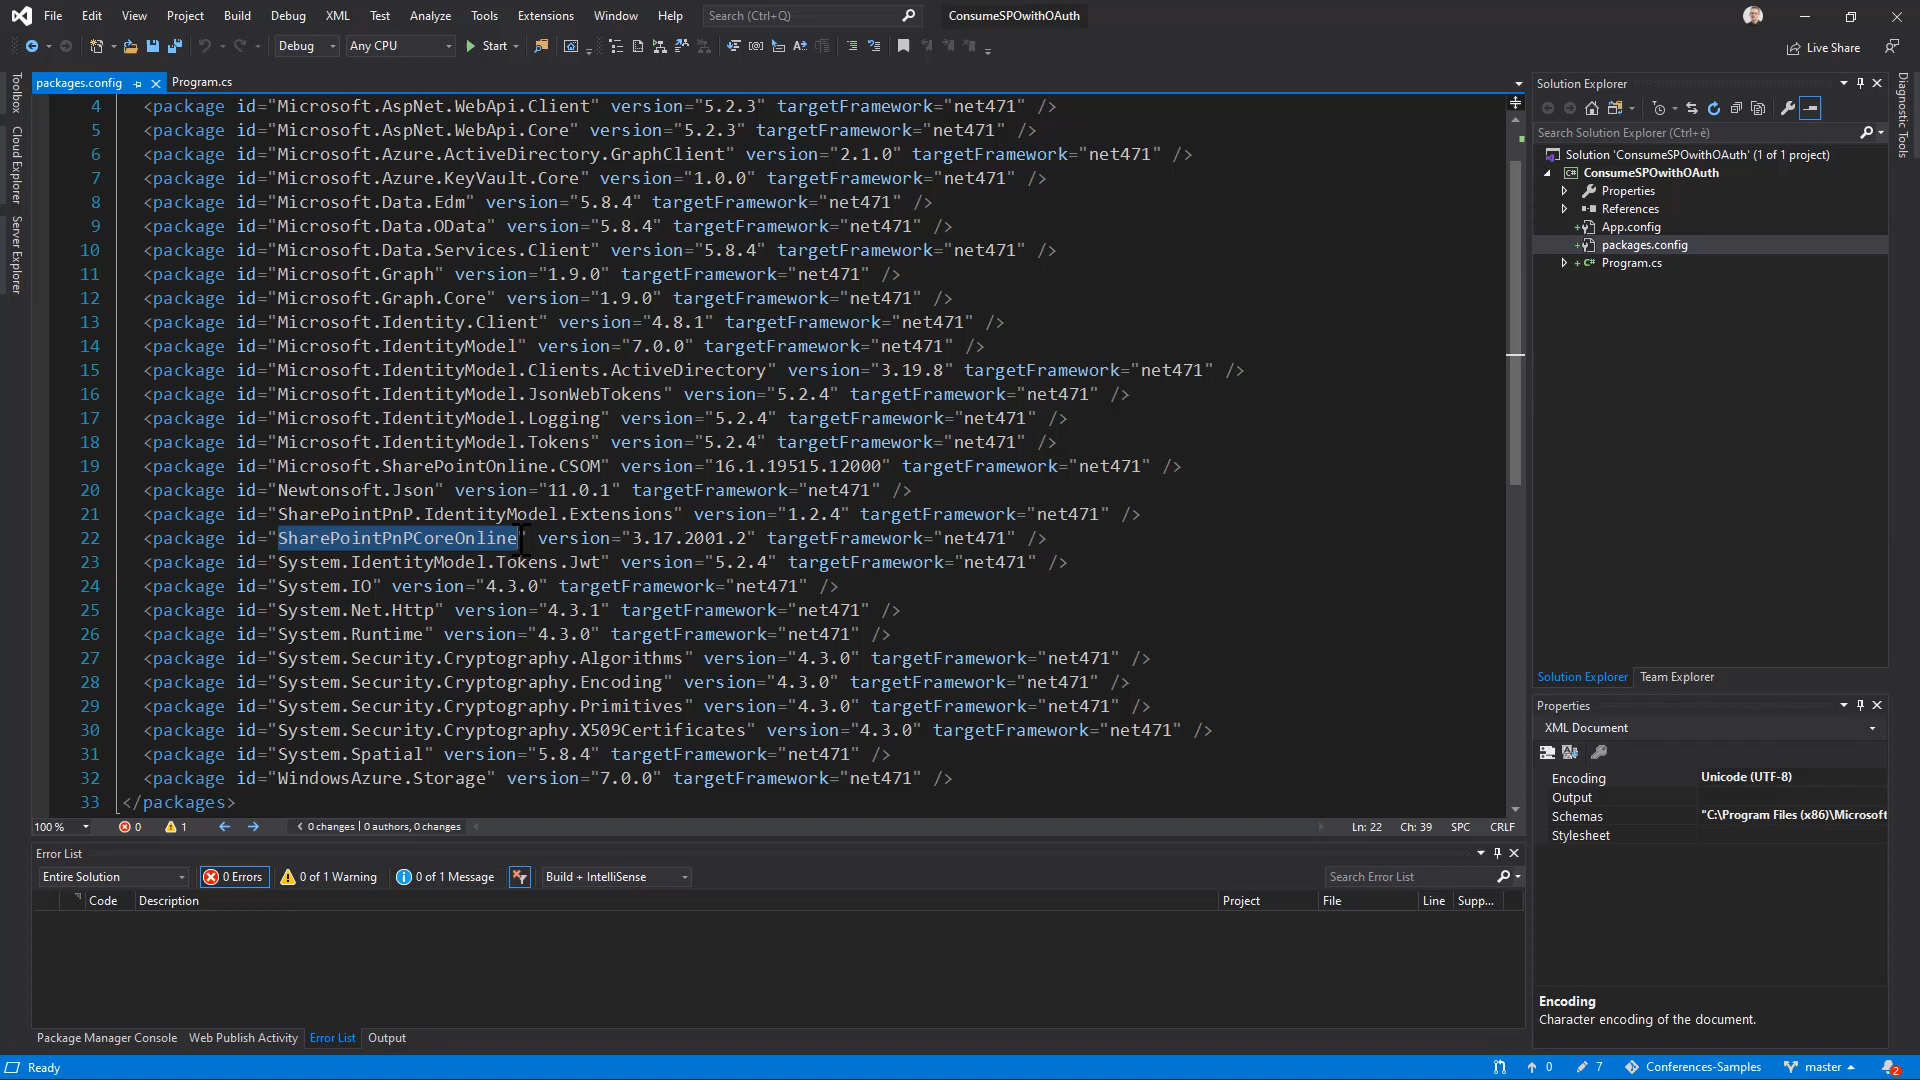 File Edit View Project Build Debug XML Test Analyze Tools Extensions Window Help Search (Ctrl+Q) ConsumeSPOwithOAuth
Debug Any CPU Start Live Share
Toolbox
Cloud Explorer
Server Explorer
packages.config Program.cs
4 <package id="Microsoft.AspNet.WebApi.Client" version="5.2.3" targetFramework="net471" />
5 <package id="Microsoft.AspNet.WebApi.Core" version="5.2.3" targetFramework="net471" />
6 <package id="Microsoft.Azure.ActiveDirectory.GraphClient" version="2.1.0" targetFramework="net471" />
7 <package id="Microsoft.Azure.KeyVault.Core" version="1.0.0" targetFramework="net471" />
8 <package id="Microsoft.Data.Edm" version="5.8.4" targetFramework="net471" />
9 <package id="Microsoft.Data.OData" version="5.8.4" targetFramework="net471" />
10 <package id="Microsoft.Data.Services.Client" version="5.8.4" targetFramework="net471" />
11 <package id="Microsoft.Graph" version="1.9.0" targetFramework="net471" />
12 <package id="Microsoft.Graph.Core" version="1.9.0" targetFramework="net471" />
13 <package id="Microsoft.Identity.Client" version="4.8.1" targetFramework="net471" />
14 <package id="Microsoft.IdentityModel" version="7.0.0" targetFramework="net471" />
15 <package id="Microsoft.IdentityModel.Clients.ActiveDirectory" version="3.19.8" targetFramework="net471" />
16 <package id="Microsoft.IdentityModel.JsonWebTokens" version="5.2.4" targetFramework="net471" />
17 <package id="Microsoft.IdentityModel.Logging" version="5.2.4" targetFramework="net471" />
18 <package id="Microsoft.IdentityModel.Tokens" version="5.2.4" targetFramework="net471" />
19 <package id="Microsoft.SharePointOnline.CSOM" version="16.1.19515.12000" targetFramework="net471" />
20 <package id="Newtonsoft.Json" version="11.0.1" targetFramework="net471" />
21 <package id="SharePointPnP.IdentityModel.Extensions" version="1.2.4" targetFramework="net471" />
22 <package id="SharePointPnPCoreOnline" version="3.17.2001.2" targetFramework="net471" />
23 <package id="System.IdentityModel.Tokens.Jwt" version="5.2.4" targetFramework="net471" />
24 <package id="System.IO" version="4.3.0" targetFramework="net471" />
25 <package id="System.Net.Http" version="4.3.1" targetFramework="net471" />
26 <package id="System.Runtime" version="4.3.0" targetFramework="net471" />
27 <package id="System.Security.Cryptography.Algorithms" version="4.3.0" targetFramework="net471" />
28 <package id="System.Security.Cryptography.Encoding" version="4.3.0" targetFramework="net471" />
29 <package id="System.Security.Cryptography.Primitives" version="4.3.0" targetFramework="net471" />
30 <package id="System.Security.Cryptography.X509Certificates" version="4.3.0" targetFramework="net471" />
31 <package id="System.Spatial" version="5.8.4" targetFramework="net471" />
32 <package id="WindowsAzure.Storage" version="7.0.0" targetFramework="net471" />
33 </packages>
100 % 0 1 0 changes | 0 authors, 0 changes Ln: 22 Ch: 39 SPC CRLF
Error List
Entire Solution 0 Errors 0 of 1 Warning 0 of 1 Message Build + IntelliSense Search Error List
Code Description Project File Line Supp...
Package Manager Console Web Publish Activity Error List Output
Solution Explorer
Search Solution Explorer (Ctrl+è)
Solution 'ConsumeSPOwithOAuth' (1 of 1 project)
C# ConsumeSPOwithOAuth
Properties
References
App.config
packages.config
C# Program.cs
Solution Explorer Team Explorer
Properties
XML Document
Encoding Unicode (UTF-8)
Output
Schemas "C:\Program Files (x86)\Microsoft
Stylesheet
Encoding
Character encoding of the document.
Diagnostic Tools
Ready 0 7 Conferences-Samples master 2